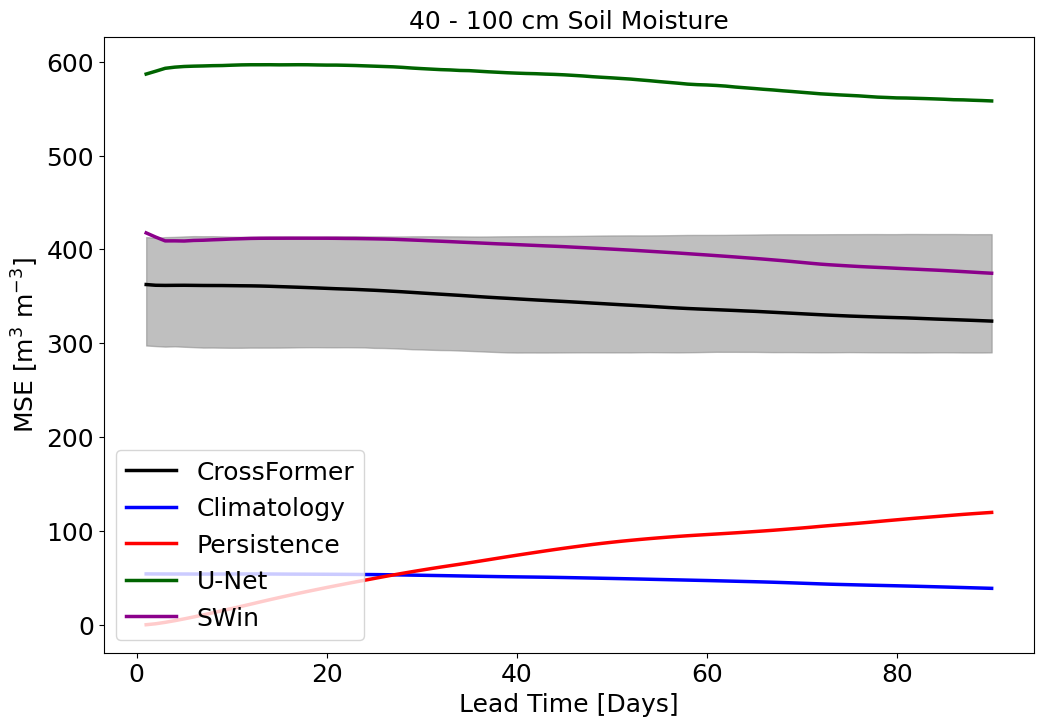 40 - 100 cm Soil Moisture
MSE [m³ m⁻³]
600
500
400
300
200
100
0
CrossFormer
Climatology
Persistence
U-Net
SWin
0 20 40 60 80
Lead Time [Days]